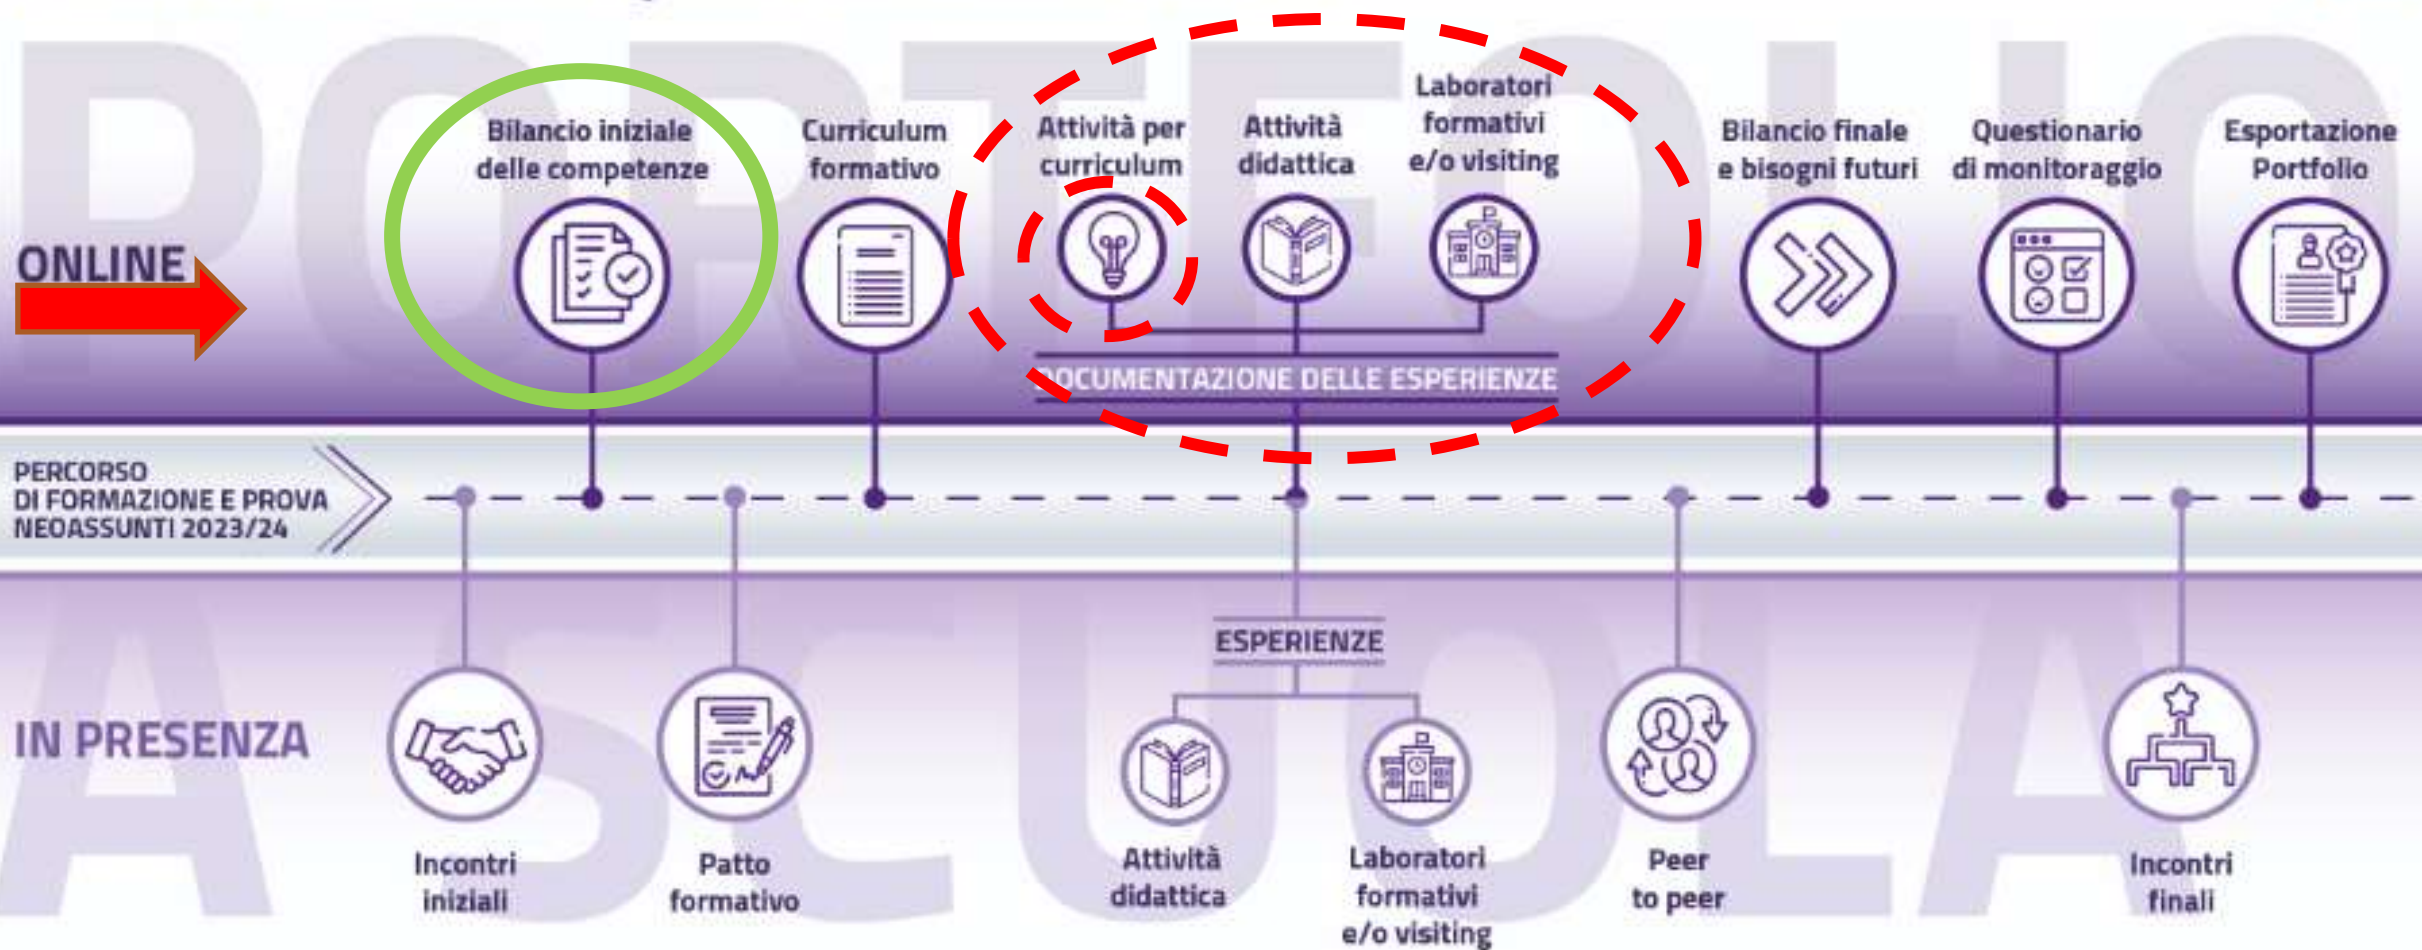 PORTFOLIO
Bilancio iniziale
delle competenze
Curriculum
formativo
Attività per
curriculum
Attività
didattica
Laboratori
formativi
e/o visiting
Bilancio finale
e bisogni futuri
Questionario
di monitoraggio
Esportazione
Portfolio
ONLINE
DOCUMENTAZIONE DELLE ESPERIENZE
PERCORSO
DI FORMAZIONE E PROVA
NEOASSUNTI 2023/24
A SCUOLA
ESPERIENZE
IN PRESENZA
Incontri
iniziali
Patto
formativo
Attività
didattica
Laboratori
formativi
e/o visiting
Peer
to peer
Incontri
finali